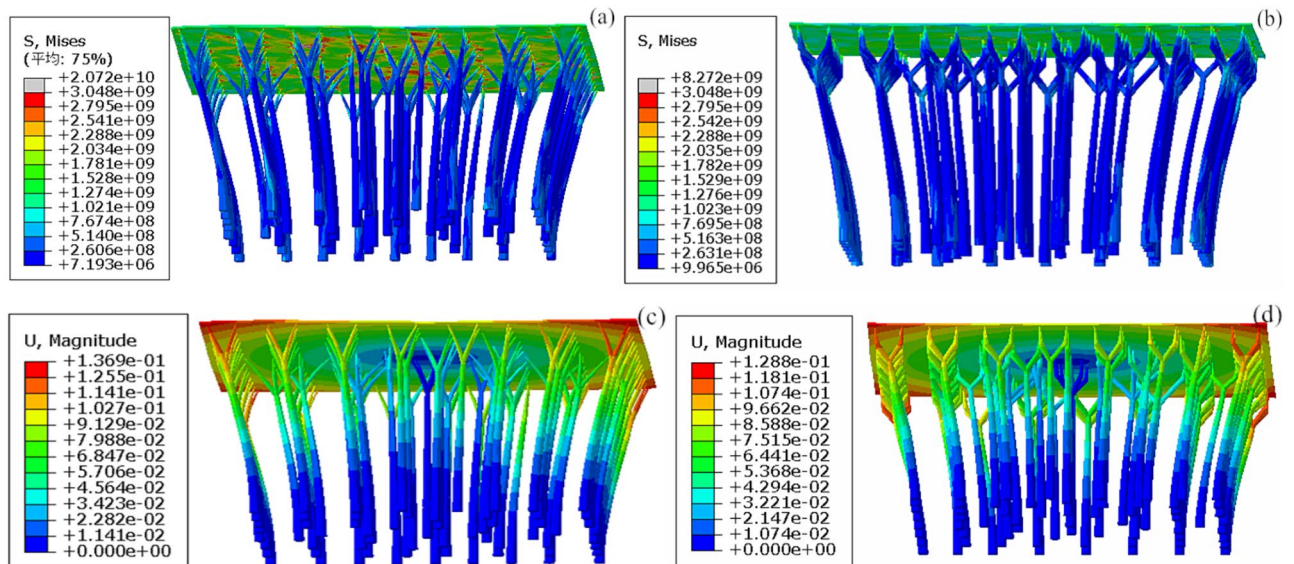 (a)
S, Mises
(平均: 75%)
+2.072e+10
+3.048e+09
+2.795e+09
+2.541e+09
+2.288e+09
+2.034e+09
+1.781e+09
+1.528e+09
+1.274e+09
+1.021e+09
+7.674e+08
+5.140e+08
+2.606e+08
+7.193e+06
(b)
S, Mises
+8.272e+09
+3.048e+09
+2.795e+09
+2.542e+09
+2.288e+09
+2.035e+09
+1.782e+09
+1.529e+09
+1.276e+09
+1.023e+09
+7.695e+08
+5.163e+08
+2.631e+08
+9.965e+06
(c)
U, Magnitude
+1.369e-01
+1.255e-01
+1.141e-01
+1.027e-01
+9.129e-02
+7.988e-02
+6.847e-02
+5.706e-02
+4.564e-02
+3.423e-02
+2.282e-02
+1.141e-02
+0.000e+00
(d)
U, Magnitude
+1.288e-01
+1.181e-01
+1.074e-01
+9.662e-02
+8.588e-02
+7.515e-02
+6.441e-02
+5.368e-02
+4.294e-02
+3.221e-02
+2.147e-02
+1.074e-02
+0.000e+00